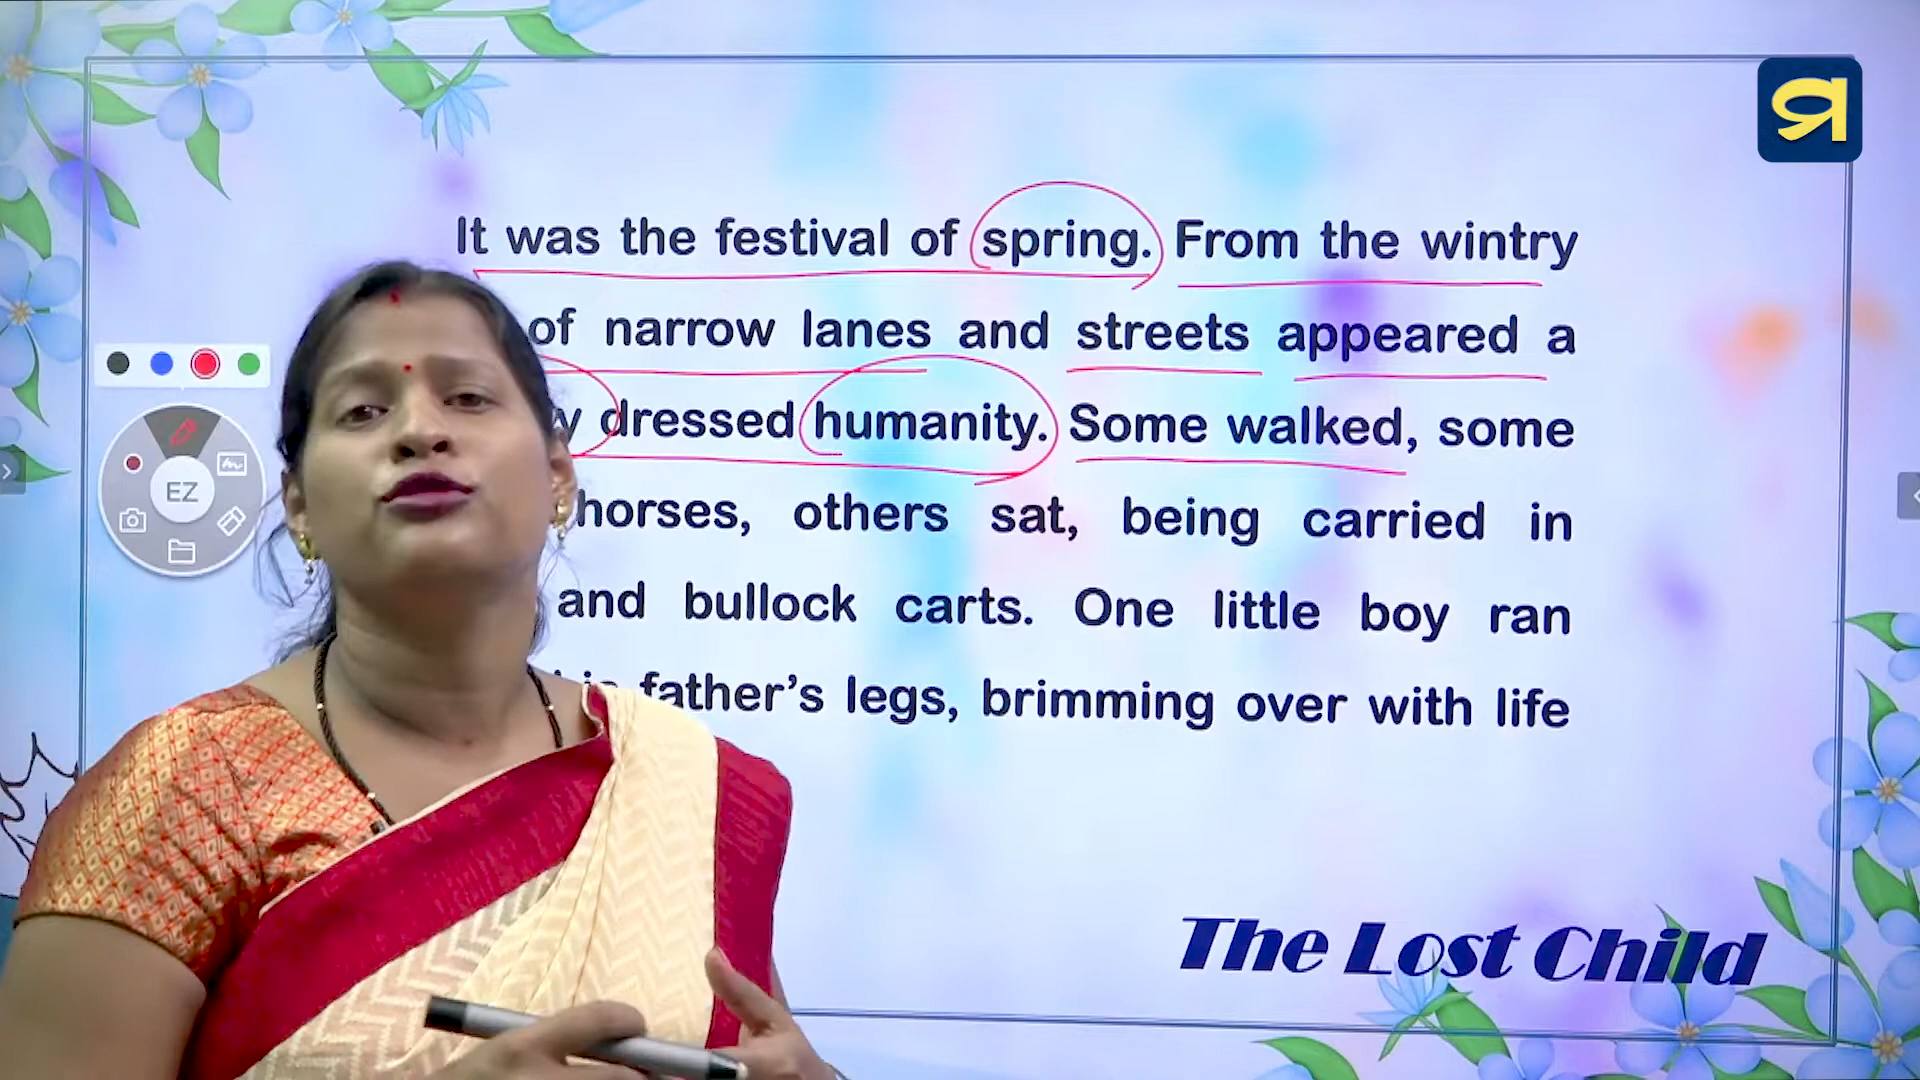 It was the festival of spring. From the wintry
of narrow lanes and streets appeared a
dressed humanity. Some walked, some
horses, others sat, being carried in
and bullock carts. One little boy ran
father's legs, brimming over with life
EZ
The Lost Child